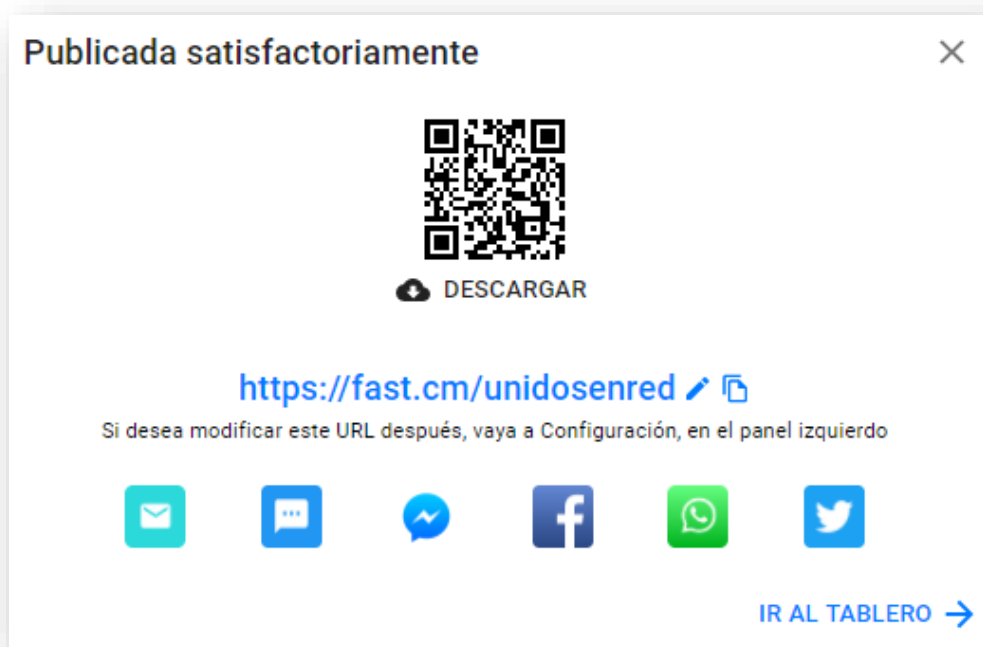 Publicada satisfactoriamente
DESCARGAR
https://fast.cm/unidosenred
Si desea modificar este URL después, vaya a Configuración, en el panel izquierdo
IR AL TABLERO